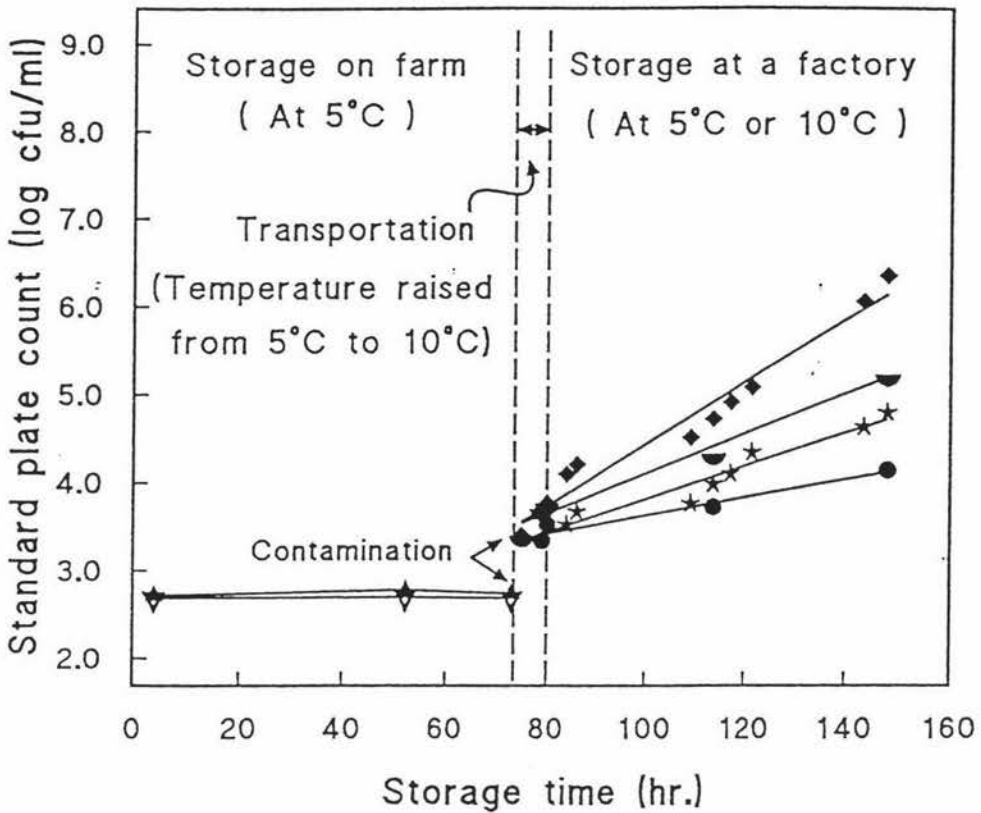 Standard plate count (log cfu/ml)
9.0
8.0
7.0
6.0
5.0
4.0
3.0
2.0
Storage on farm
( At 5°C )
Storage at a factory
( At 5°C or 10°C )
Transportation
(Temperature raised
from 5°C to 10°C)
Contamination
0 20 40 60 80 100 120 140 160
Storage time (hr.)